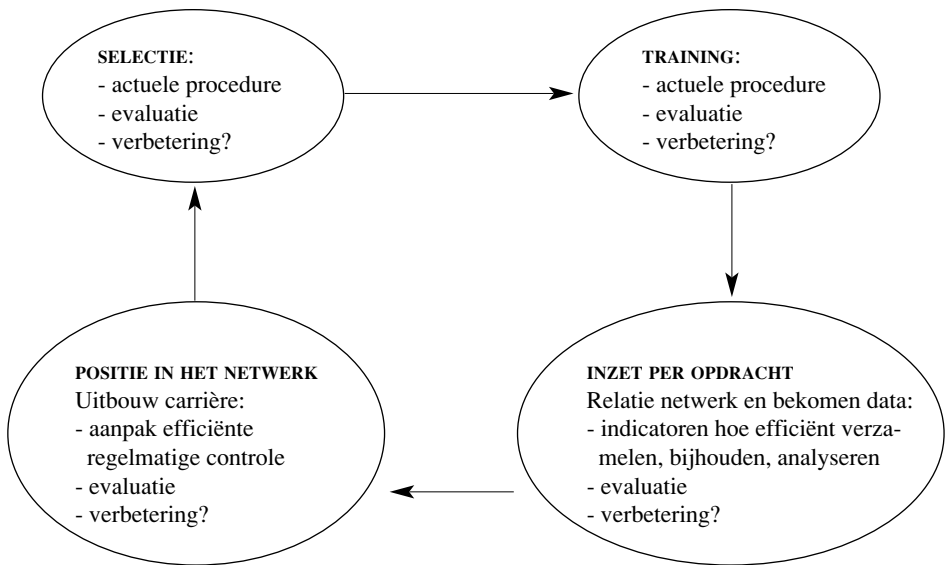 SELECTIE:
- actuele procedure
- evaluatie
- verbetering?
TRAINING:
- actuele procedure
- evaluatie
- verbetering?
POSITIE IN HET NETWERK
Uitbouw carrière:
- aanpak efficiënte
regelmatige controle
- evaluatie
- verbetering?
INZET PER OPDRACHT
Relatie netwerk en bekomen data:
- indicatoren hoe efficiënt verza-
melen, bijhouden, analyseren
- evaluatie
- verbetering?